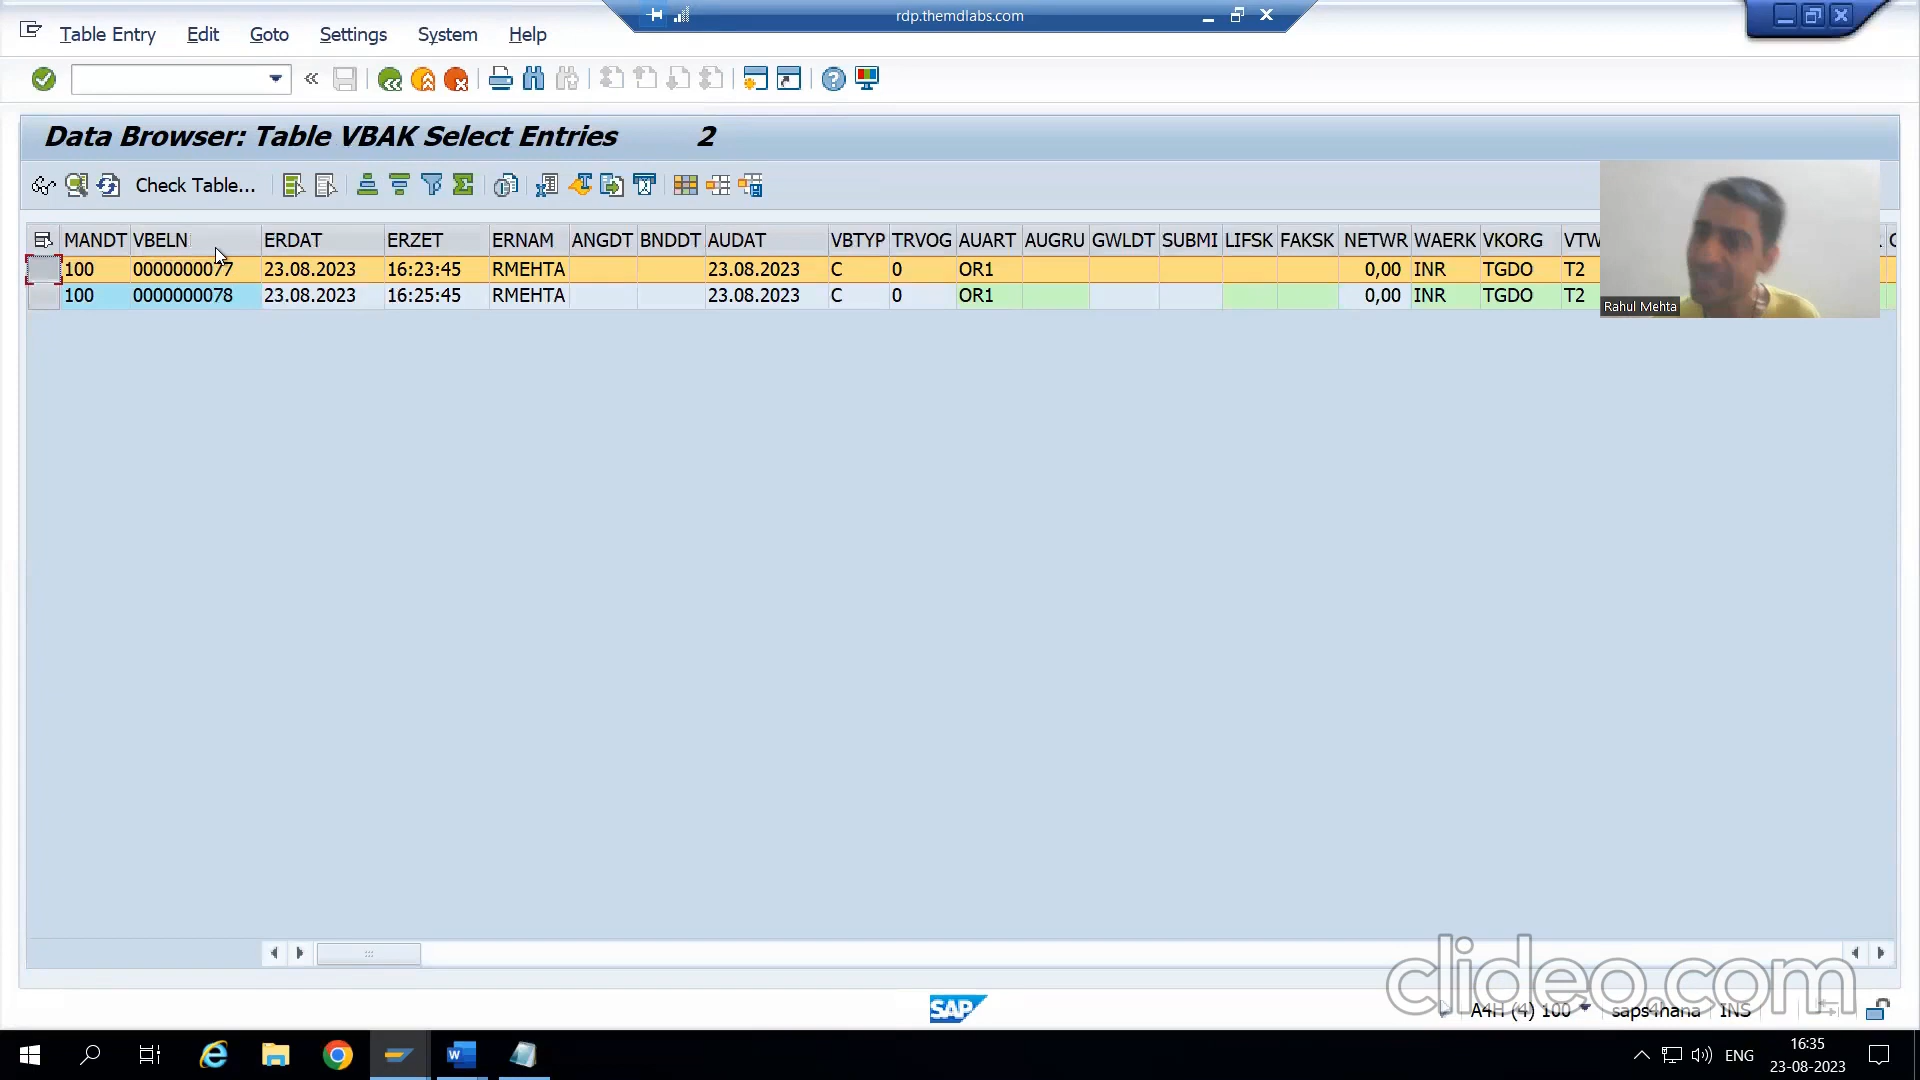 rdp.themdlabs.com
Table Entry Edit Goto Settings System Help
Data Browser: Table VBAK Select Entries 2
Check Table...
MANDT VBELN ERDAT ERZET ERNAM ANGDT BNDDT AUDAT VBTYP TRVOG AUART AUGRU GWLDT SUBMI LIFSK FAKSK NETWR WAERK VKORG VTW
100 0000000077 23.08.2023 16:23:45 RMEHTA 23.08.2023 C 0 OR1 0,00 INR TGDO T2
100 0000000078 23.08.2023 16:25:45 RMEHTA 23.08.2023 C 0 OR1 0,00 INR TGDO T2
Rahul Mehta
clideo.com
SAP
A4H (4) 100 saps4hana INS
ENG
16:35
23-08-2023